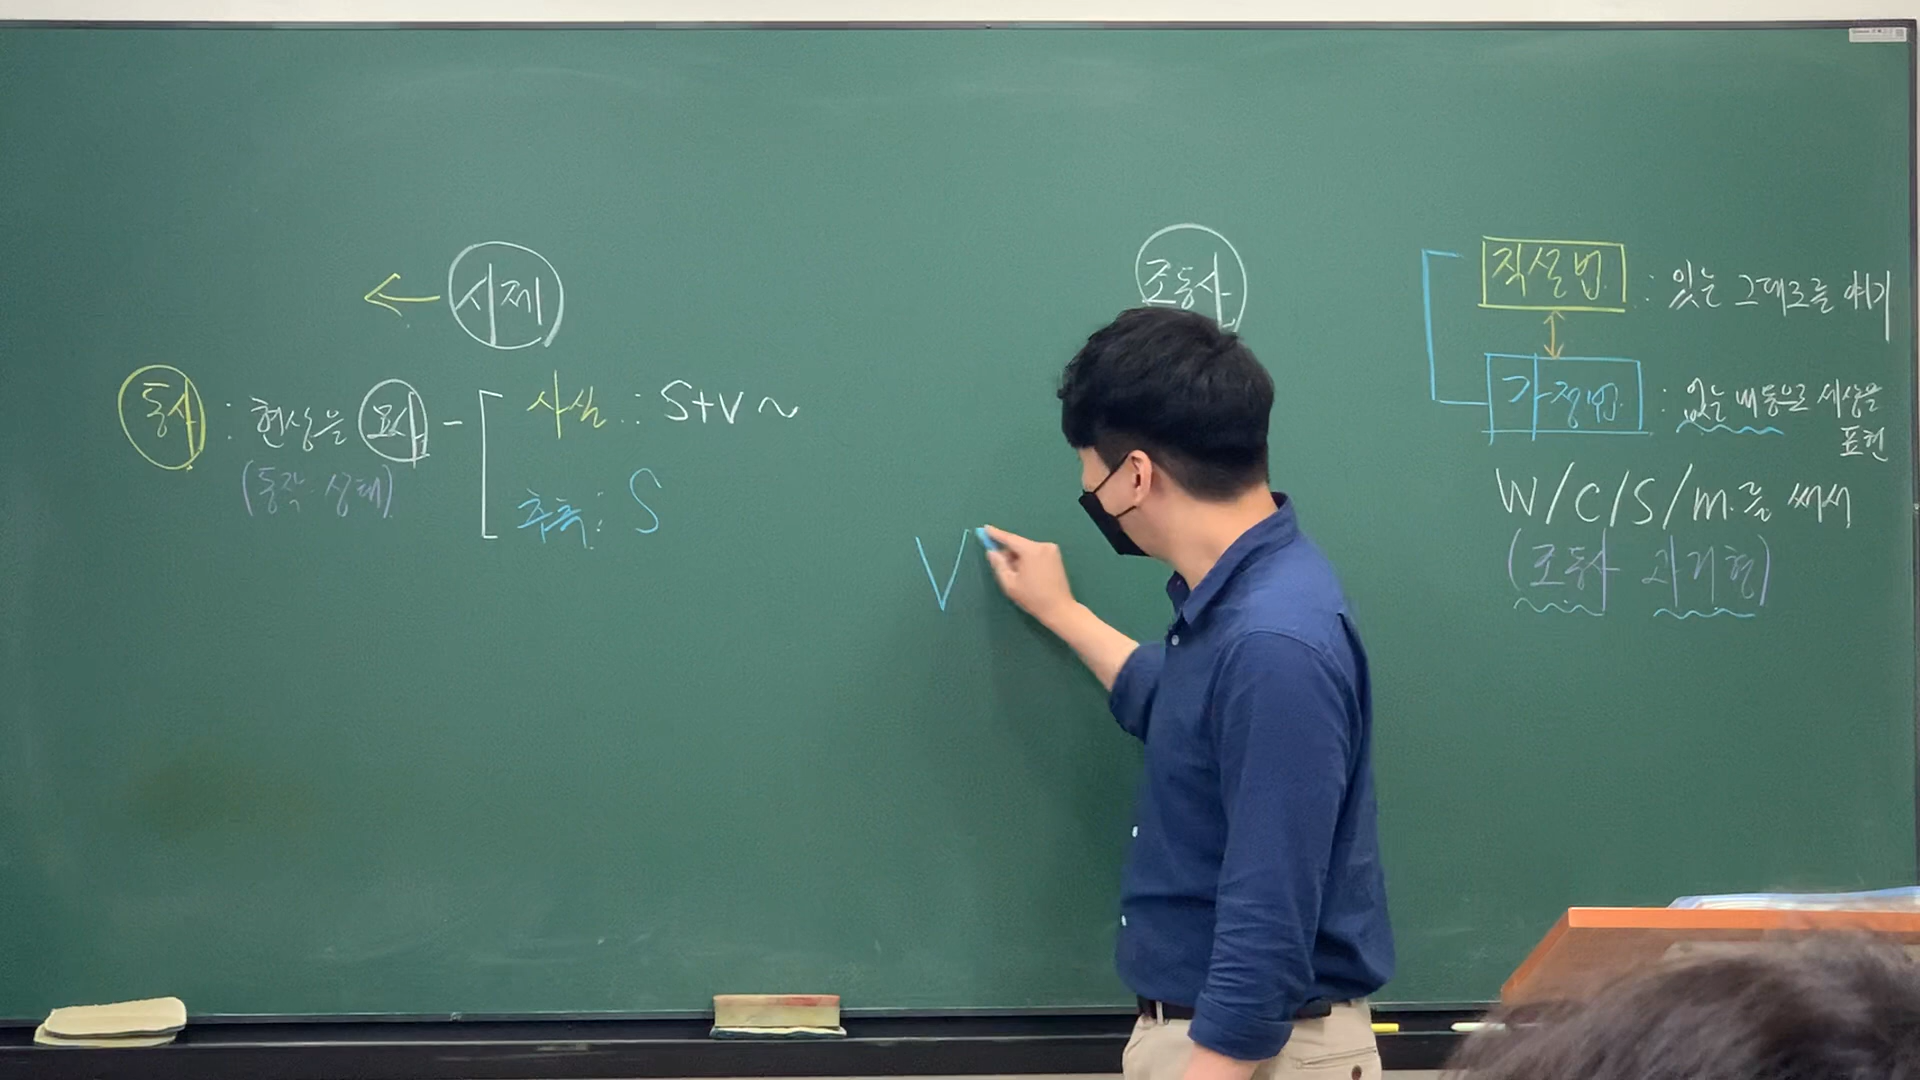 ← 시제
동사 : 현상을 묘사 -
(동작·상태)
사실 : S+V ~
추측 : S V
조동사
직설법 : 있는 그대로를 얘기
↕
가정법 : 없는 내용으로 세상을
표현
W/C/S/m.를 써서
(조동사 과거형)